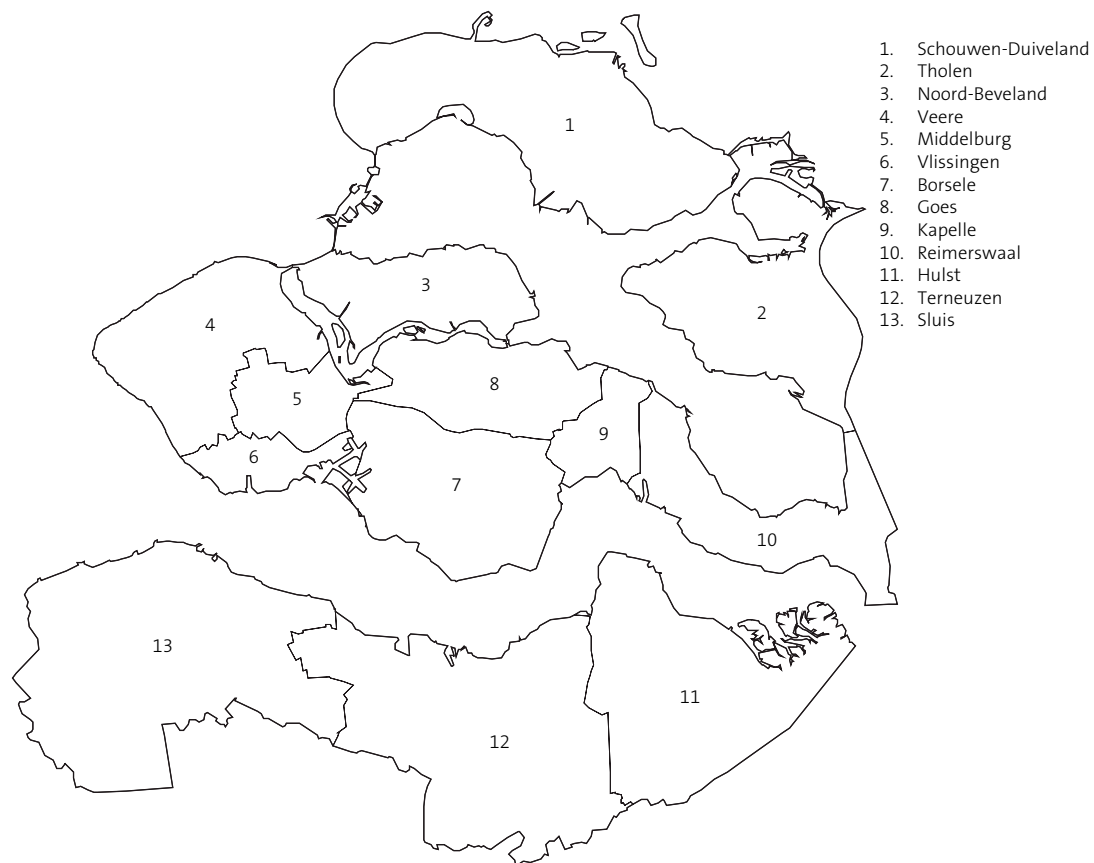 1. Schouwen-Duiveland
2. Tholen
3. Noord-Beveland
4. Veere
5. Middelburg
6. Vlissingen
7. Borsele
8. Goes
9. Kapelle
10. Reimerswaal
11. Hulst
12. Terneuzen
13. Sluis
1
3
2
4
8
5
9
6
7
10
13
11
12